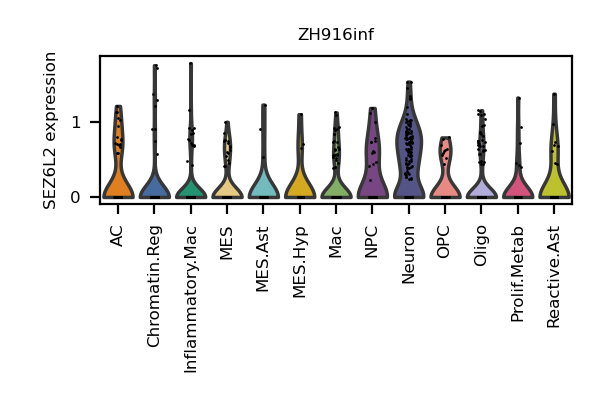 ZH916inf
SEZ6L2 expression
1
0
AC
Chromatin.Reg
Inflammatory.Mac
MES
MES.Ast
MES.Hyp
Mac
NPC
Neuron
OPC
Oligo
Prolif.Metab
Reactive.Ast